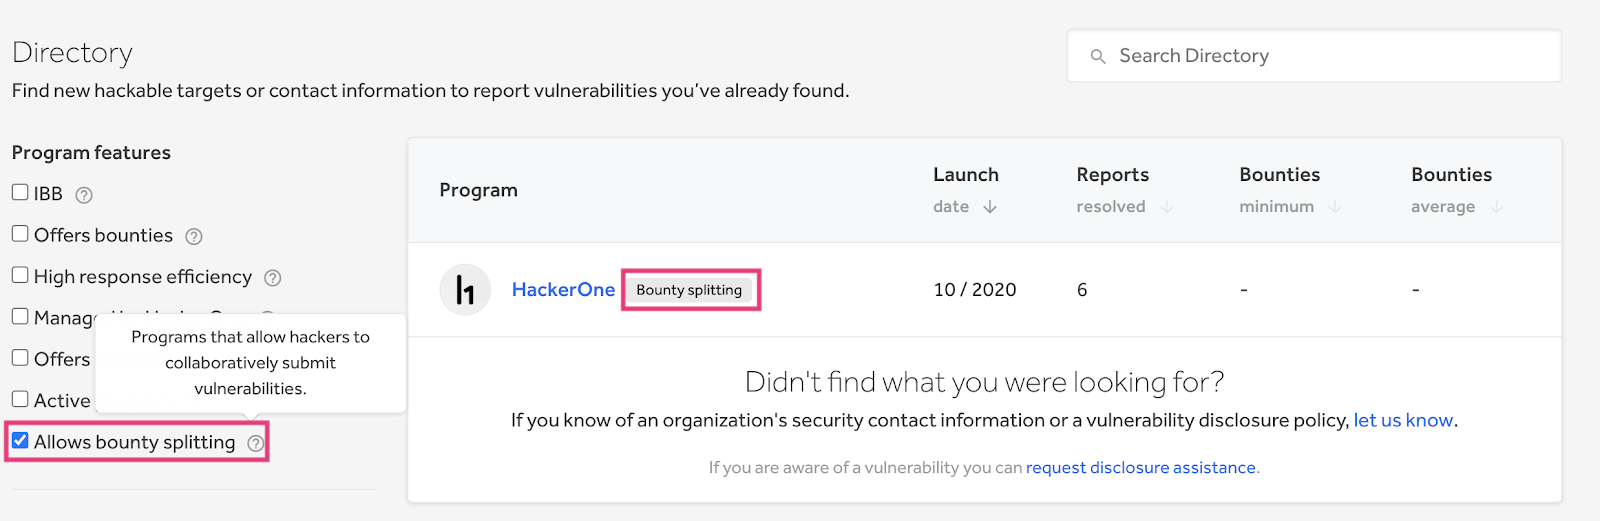 Directory
Find new hackable targets or contact information to report vulnerabilities you've already found.
Search Directory
Program features
IBB
Offers bounties
High response efficiency
Offers
Active
Programs that allow hackers to
collaboratively submit
vulnerabilities.
Allows bounty splitting
Program
Launch
date
Reports
resolved
Bounties
minimum
Bounties
average
HackerOne Bounty splitting 10 / 2020 6 - -
Didn't find what you were looking for?
If you know of an organization's security contact information or a vulnerability disclosure policy, let us know.
If you are aware of a vulnerability you can request disclosure assistance.